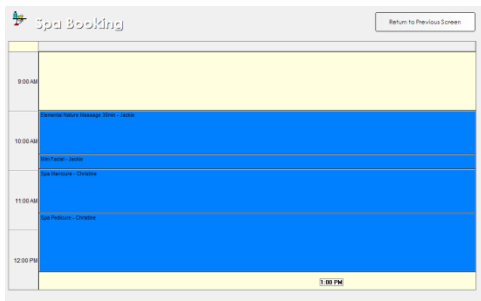 Spa Booking
Return to Previous Screen
9:00 AM
Elemental Nature Massage 50min - Jackie
10:00 AM
Mini Facial - Jackie
Spa Manicure - Christine
11:00 AM
Spa Pedicure - Christine
12:00 PM
1:00 PM